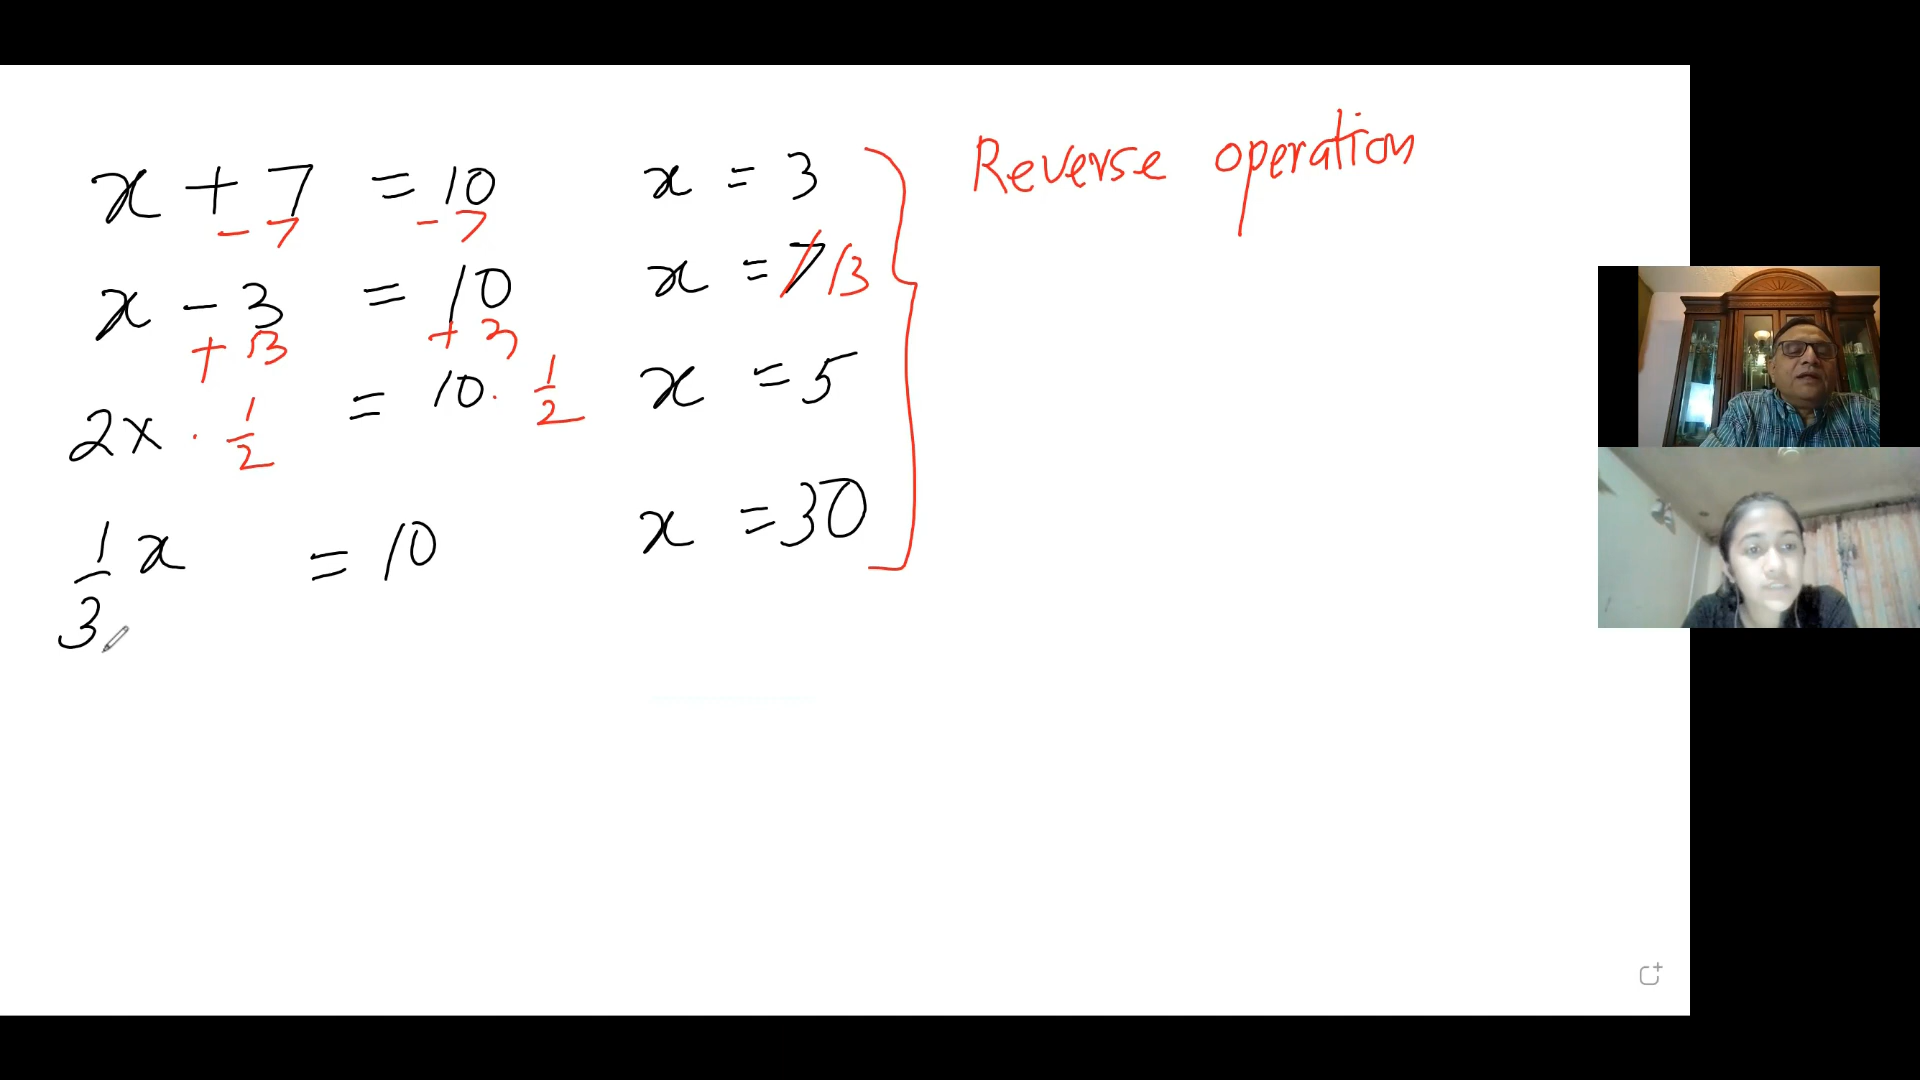 x + 7 = 10 x = 3 Reverse operation
- 7 - 7
x - 3 = 10 x = 7 13
+ 3 + 3
2x · 1/2 = 10 · 1/2 x = 5
1/3 x = 10 x = 30